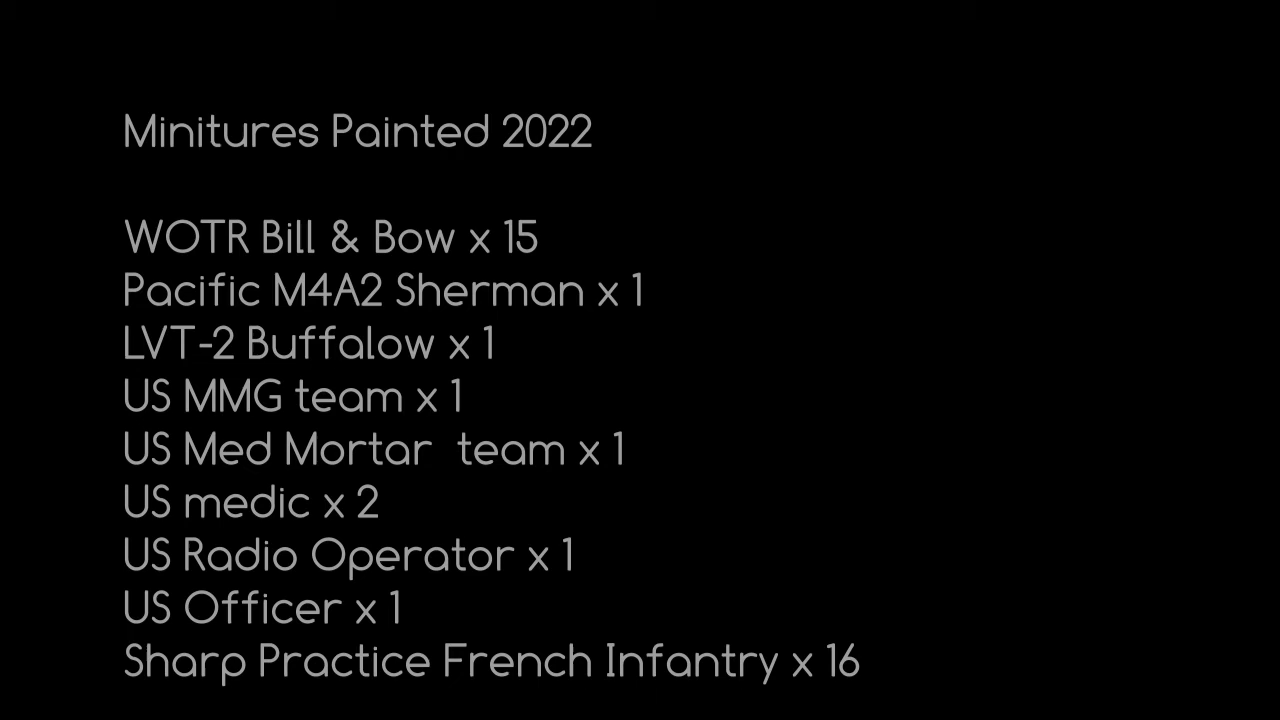 Minitures Painted 2022
WOTR Bill & Bow x 15
Pacific M4A2 Sherman x 1
LVT-2 Buffalow x 1
US MMG team x 1
US Med Mortar  team x 1
US medic x 2
US Radio Operator x 1
US Officer x 1
Sharp Practice French Infantry x 16